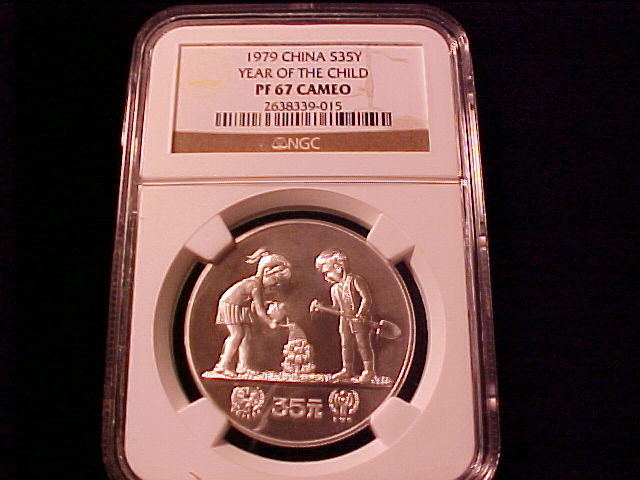 1979 CHINA S35Y
YEAR OF THE CHILD
PF 67 CAMEO
2638339-015
NGC
35元